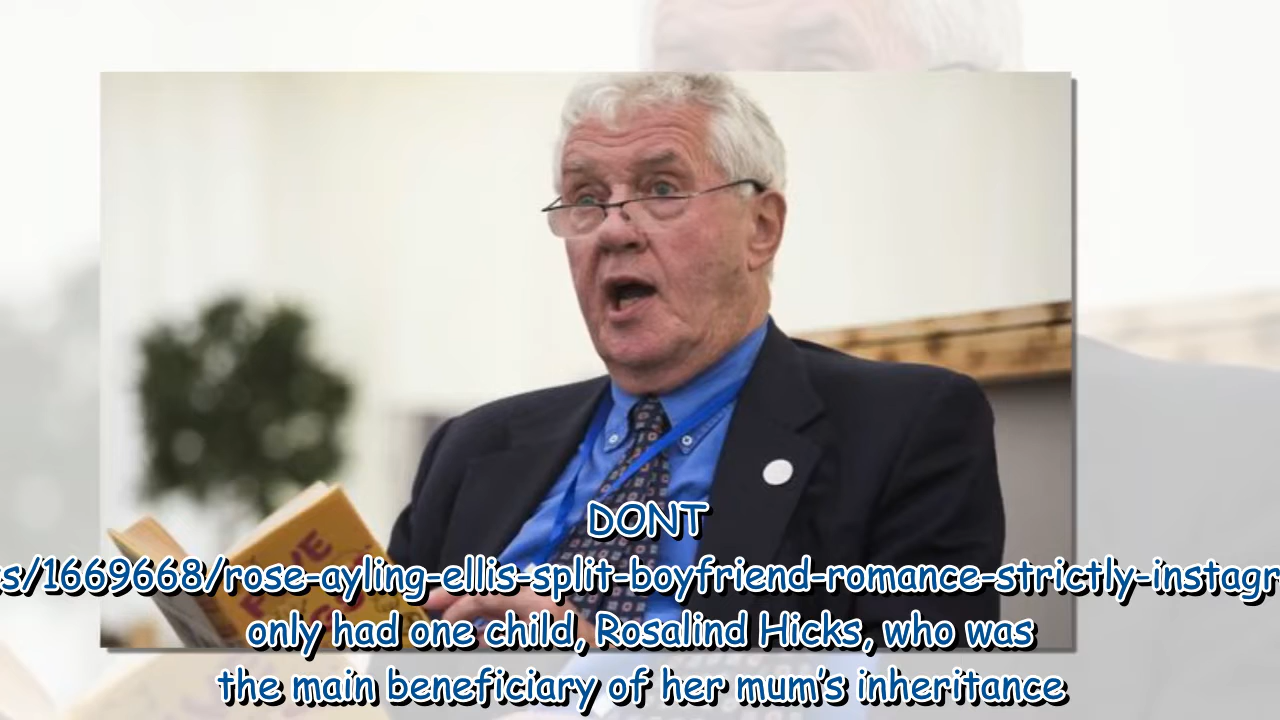 DONT
s/1669668/rose-ayling-ellis-split-boyfriend-romance-strictly-instagr
only had one child, Rosalind Hicks, who was
the main beneficiary of her mum's inheritance